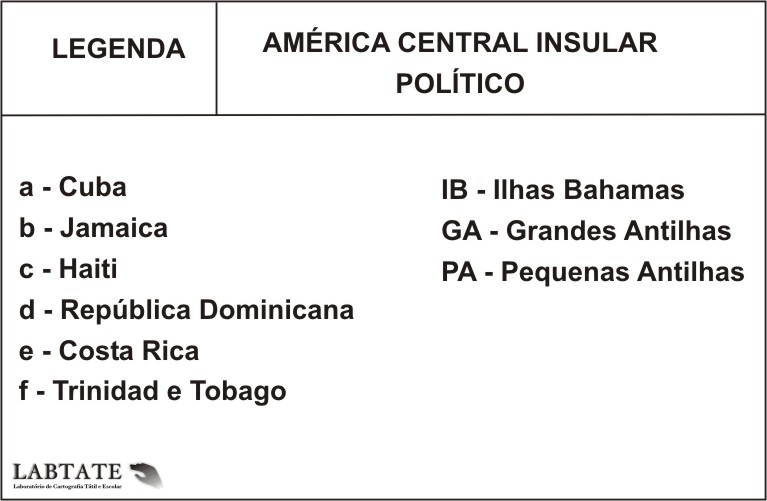 LEGENDA
AMÉRICA CENTRAL INSULAR
POLÍTICO
a - Cuba
b - Jamaica
c - Haiti
d - República Dominicana
e - Costa Rica
f - Trinidad e Tobago
IB - Ilhas Bahamas
GA - Grandes Antilhas
PA - Pequenas Antilhas
LABTATE
Laboratório de Cartografia Tátil e Escolar